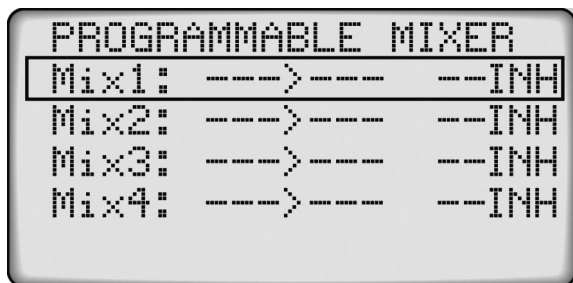 PROGRAMMABLE MIXER
Mix1: --->--- --INH
Mix2: --->--- --INH
Mix3: --->--- --INH
Mix4: --->--- --INH